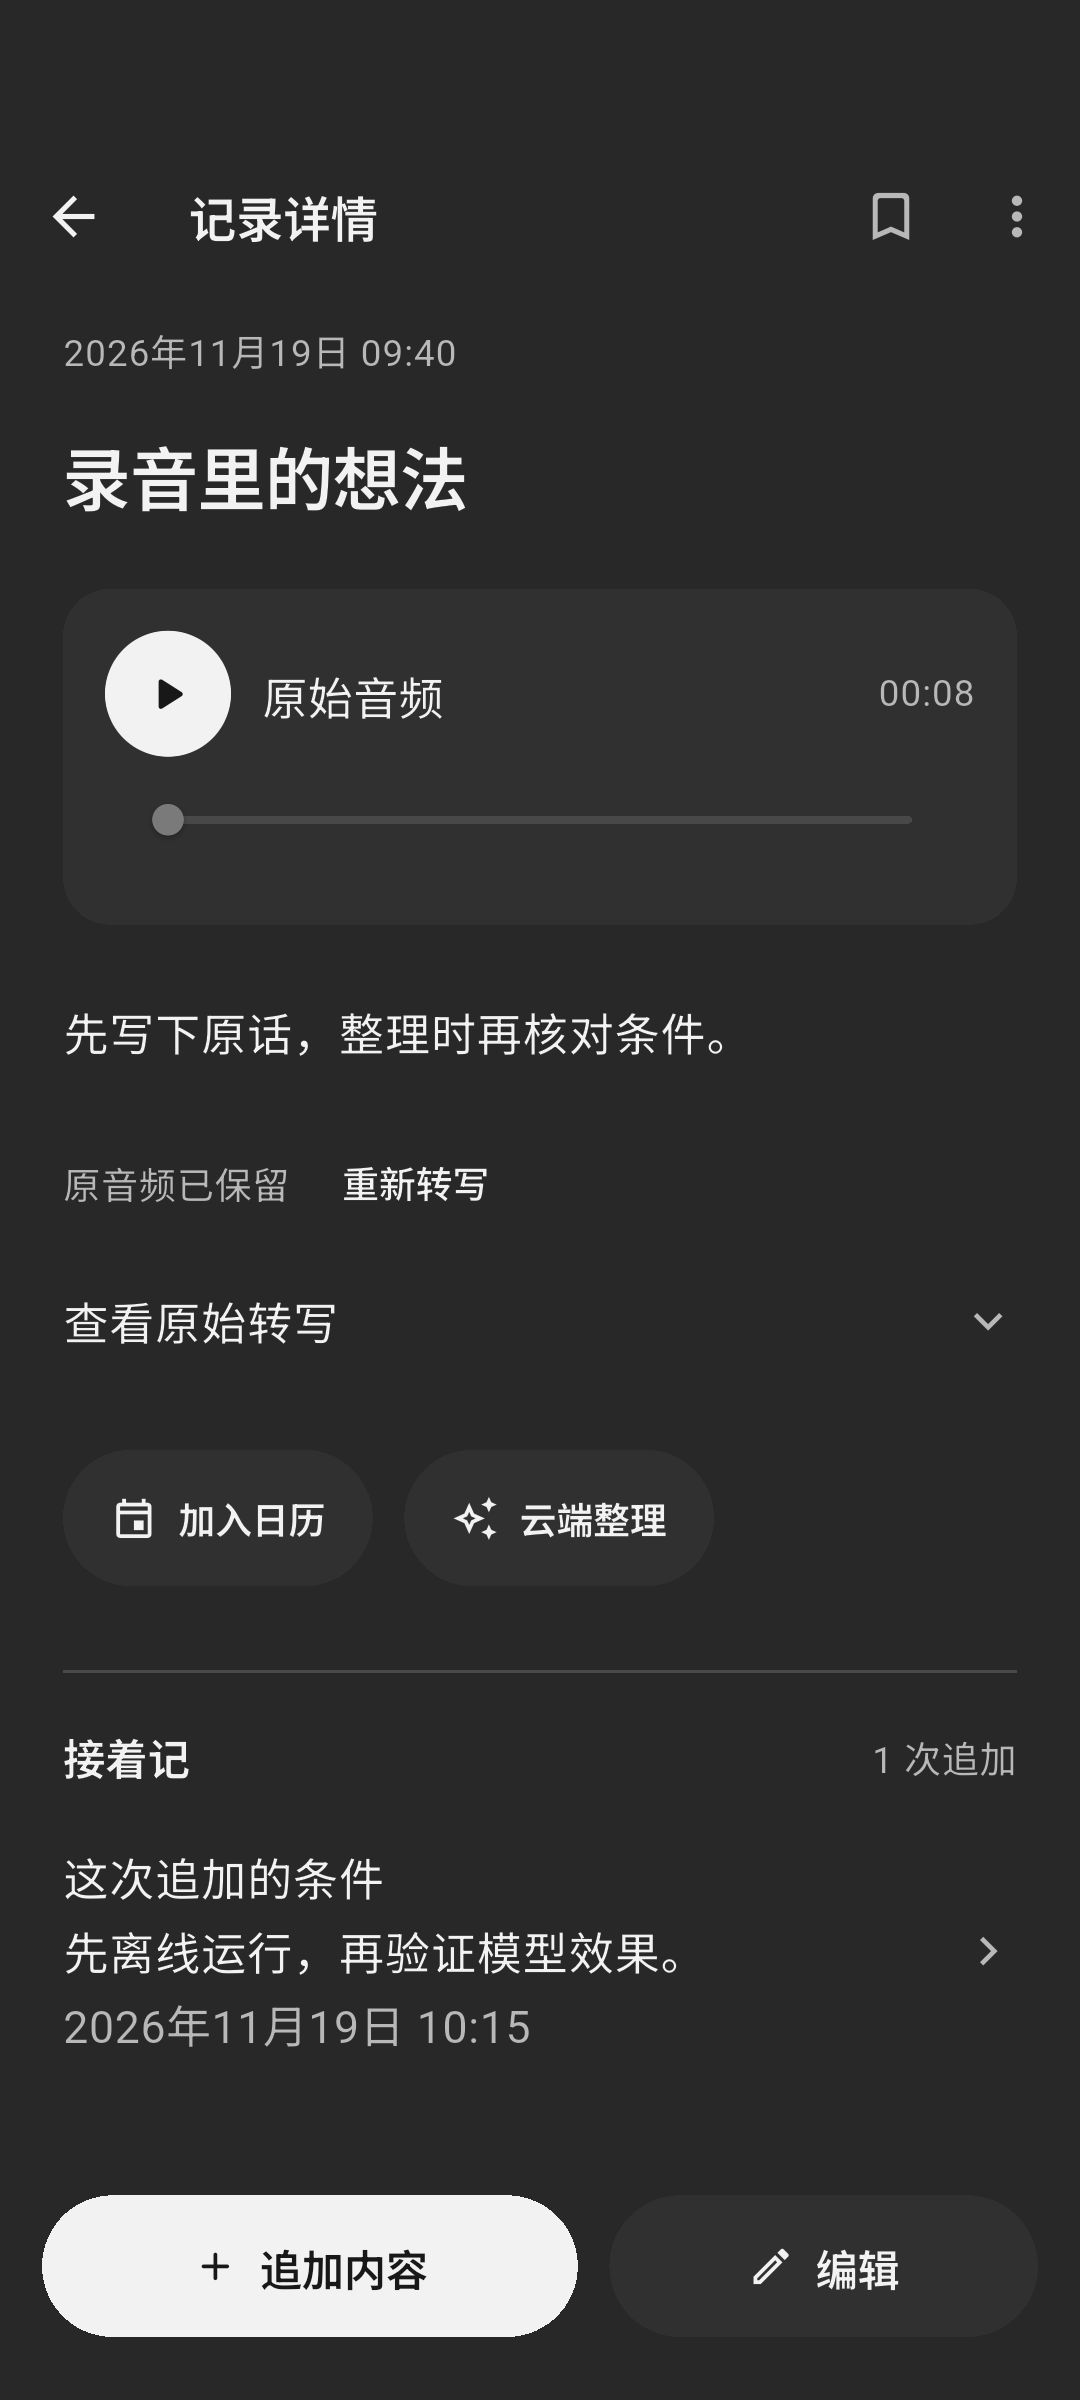 记录详情
2026年11月19日 09:40
录音里的想法
原始音频
00:08
先写下原话，整理时再核对条件。
原音频已保留 重新转写
查看原始转写
加入日历 云端整理
接着记 1 次追加
这次追加的条件
先离线运行，再验证模型效果。
2026年11月19日 10:15
追加内容 编辑